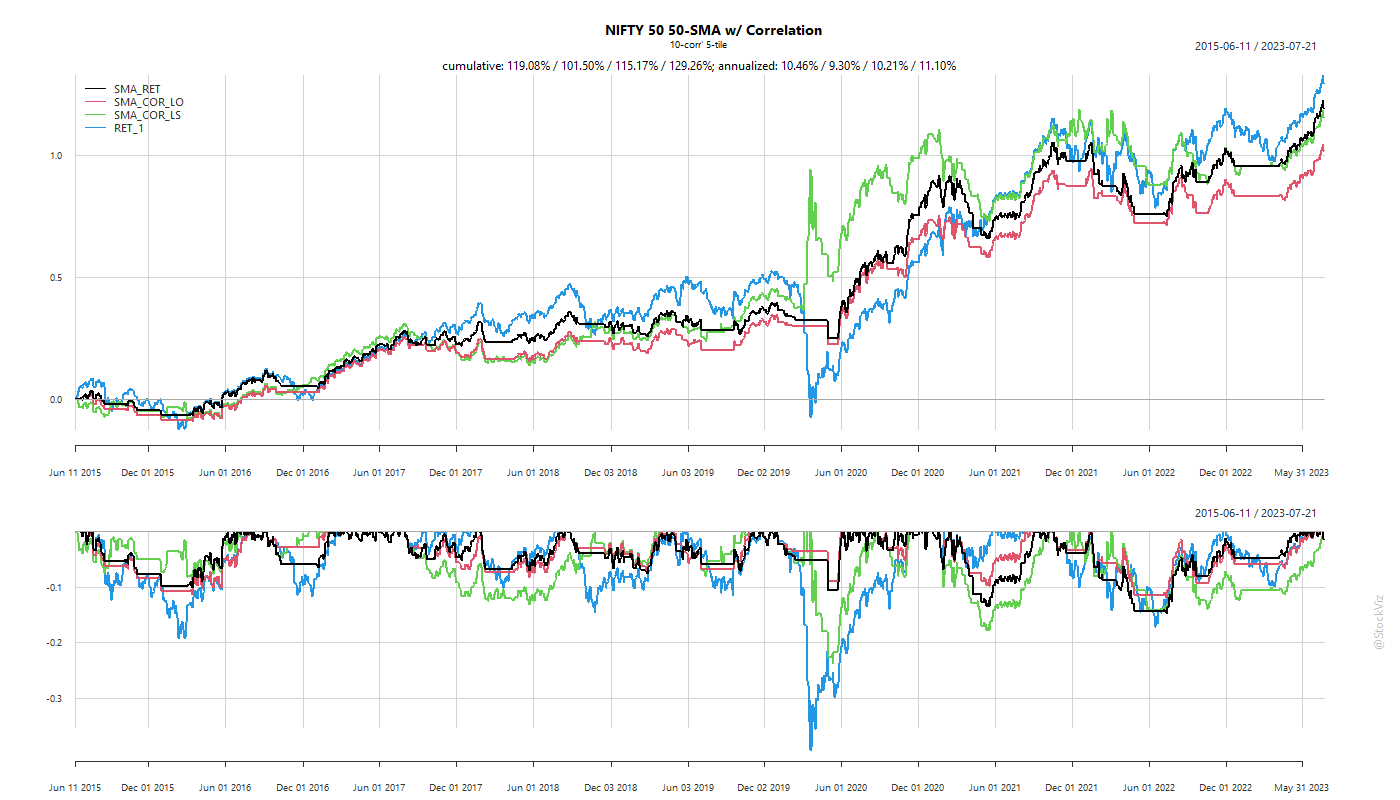 NIFTY 50 50-SMA w/ Correlation
10-corr' 5-tile
2015-06-11 / 2023-07-21
cumulative: 119.08% / 101.50% / 115.17% / 129.26%; annualized: 10.46% / 9.30% / 10.21% / 11.10%
SMA_RET
SMA_COR_LO
SMA_COR_LS
RET_1
1.0
0.5
0.0
Jun 11 2015 Dec 01 2015 Jun 01 2016 Dec 01 2016 Jun 01 2017 Dec 01 2017 Jun 01 2018 Dec 03 2018 Jun 03 2019 Dec 02 2019 Jun 01 2020 Dec 01 2020 Jun 01 2021 Dec 01 2021 Jun 01 2022 Dec 01 2022 May 31 2023
2015-06-11 / 2023-07-21
-0.1
-0.2
-0.3
@StockViz
Jun 11 2015 Dec 01 2015 Jun 01 2016 Dec 01 2016 Jun 01 2017 Dec 01 2017 Jun 01 2018 Dec 03 2018 Jun 03 2019 Dec 02 2019 Jun 01 2020 Dec 01 2020 Jun 01 2021 Dec 01 2021 Jun 01 2022 Dec 01 2022 May 31 2023